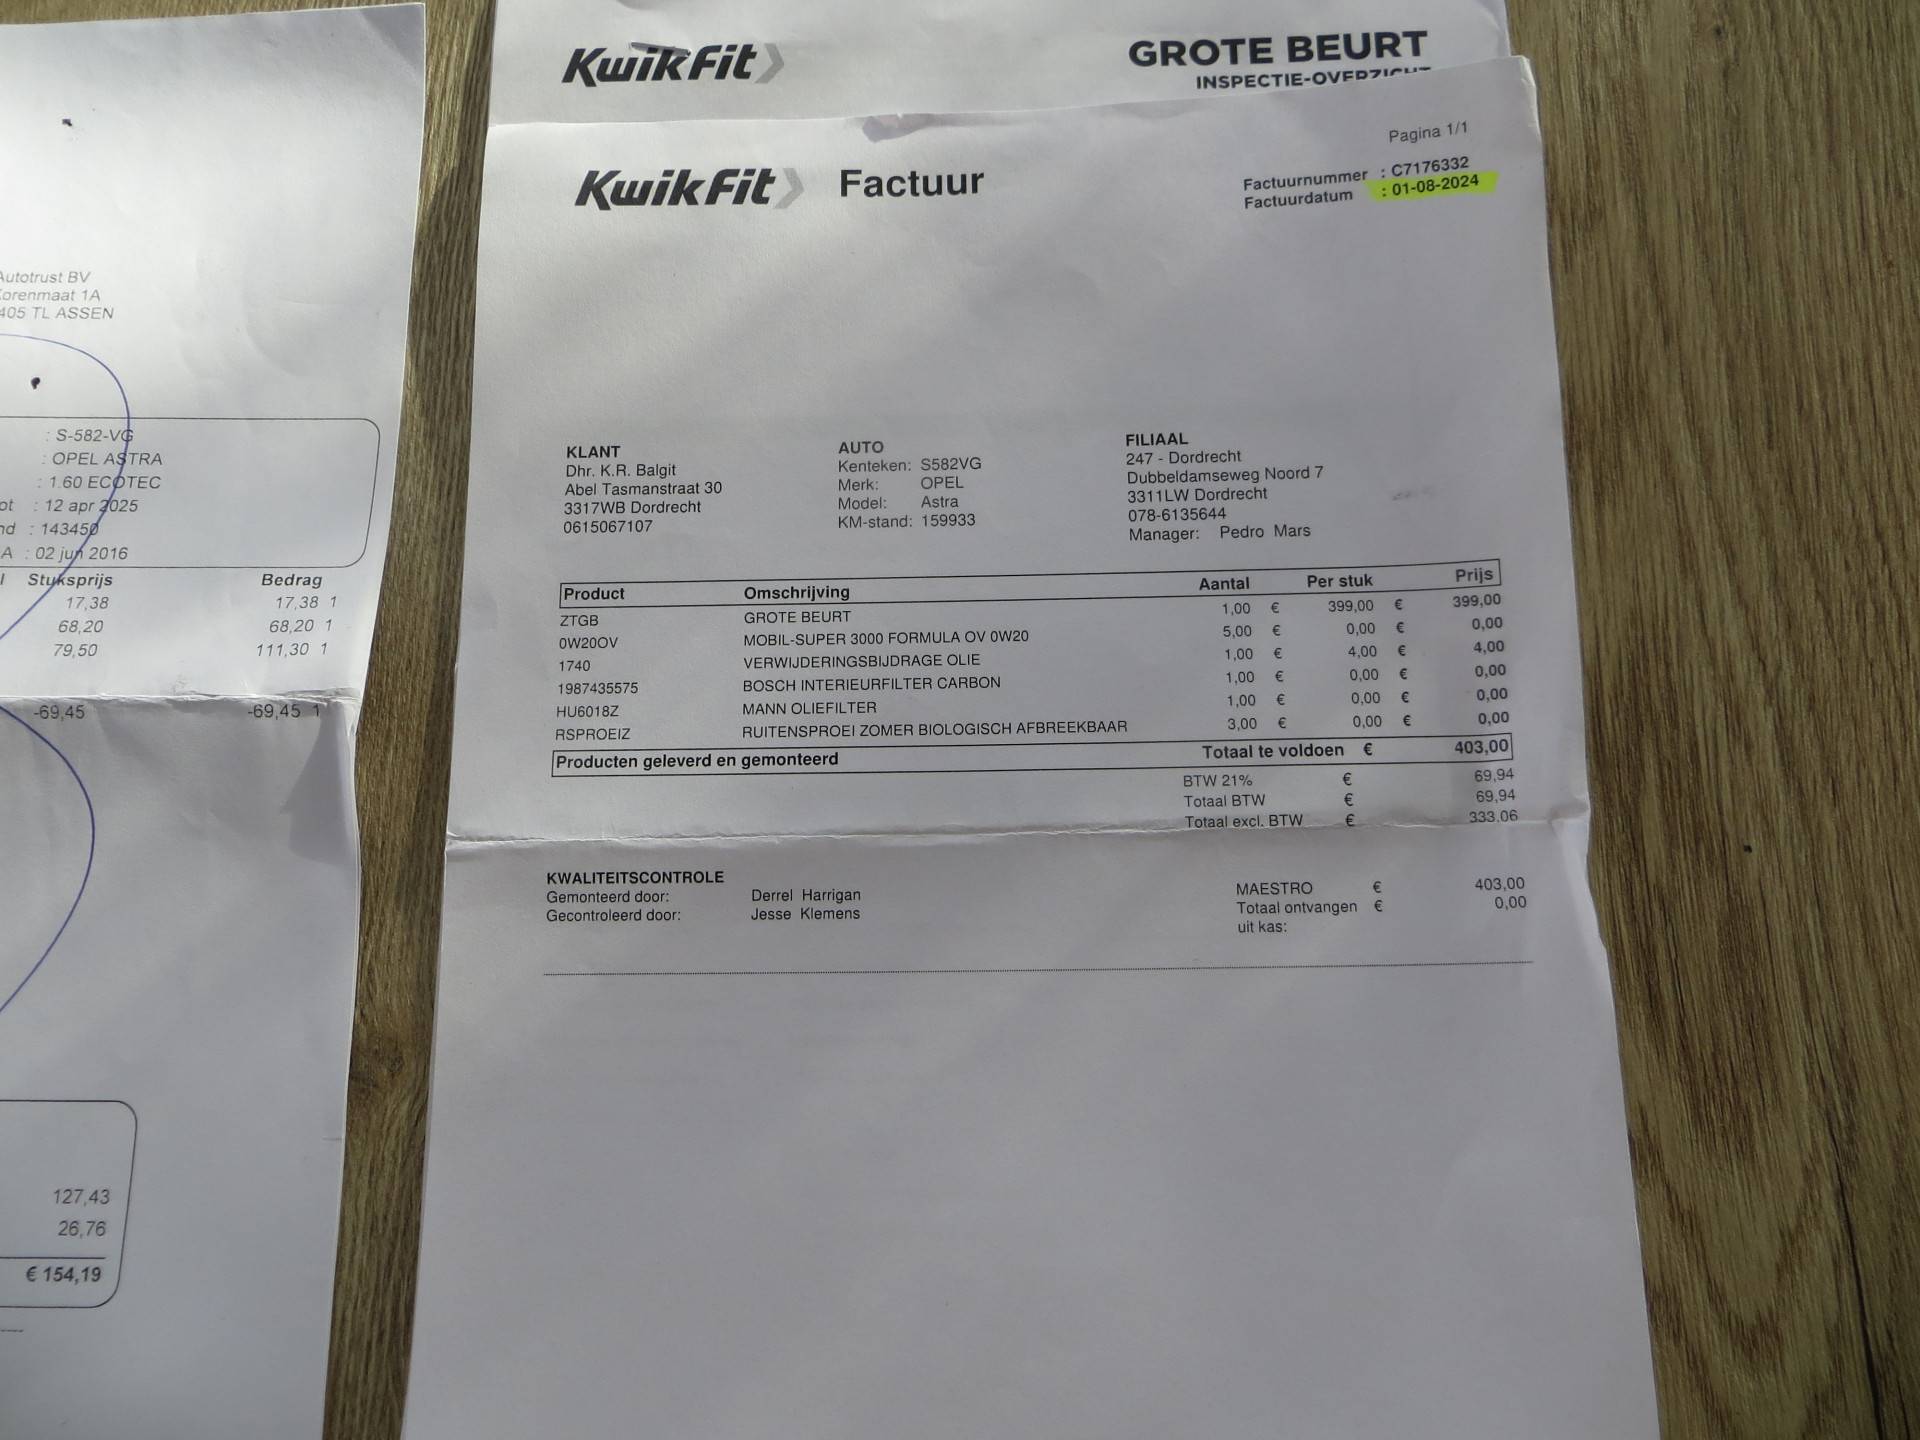 Autotrust BV
Korenmaat 1A
405 TL ASSEN
: S-582-VG
: OPEL ASTRA
: 1.60 ECOTEC
: 12 apr 2025
: 143450
A : 02 jun 2016
Stuksprijs Bedrag
17,38 17,38 1
68,20 68,20 1
79,50 111,30 1
-69,45 -69,45 1
127,43
26,76
€ 154,19
KwikFit
GROTE BEURT
INSPECTIE-OVERZICHT
Pagina 1/1
KwikFit Factuur
Factuurnummer : C7176332
Factuurdatum : 01-08-2024
KLANT
Dhr. K.R. Balgit
Abel Tasmanstraat 30
3317WB Dordrecht
0615067107
AUTO
Kenteken: S582VG
Merk: OPEL
Model: Astra
KM-stand: 159933
FILIAAL
247 - Dordrecht
Dubbeldamseweg Noord 7
3311LW Dordrecht
078-6135644
Manager: Pedro Mars
Product Omschrijving Aantal Per stuk Prijs
ZTGB GROTE BEURT 1,00 € 399,00 € 399,00
0W20OV MOBIL-SUPER 3000 FORMULA OV 0W20 5,00 € 0,00 € 0,00
1740 VERWIJDERINGSBIJDRAGE OLIE 1,00 € 4,00 € 4,00
1987435575 BOSCH INTERIEURFILTER CARBON 1,00 € 0,00 € 0,00
HU6018Z MANN OLIEFILTER 1,00 € 0,00 € 0,00
RSPROEIZ RUITENSPROEI ZOMER BIOLOGISCH AFBREEKBAAR 3,00 € 0,00 € 0,00
Producten geleverd en gemonteerd Totaal te voldoen € 403,00
BTW 21% € 69,94
Totaal BTW € 69,94
Totaal excl. BTW € 333,06
KWALITEITSCONTROLE
Gemonteerd door: Derrel Harrigan
Gecontroleerd door: Jesse Klemens
MAESTRO € 403,00
Totaal ontvangen € 0,00
uit kas: